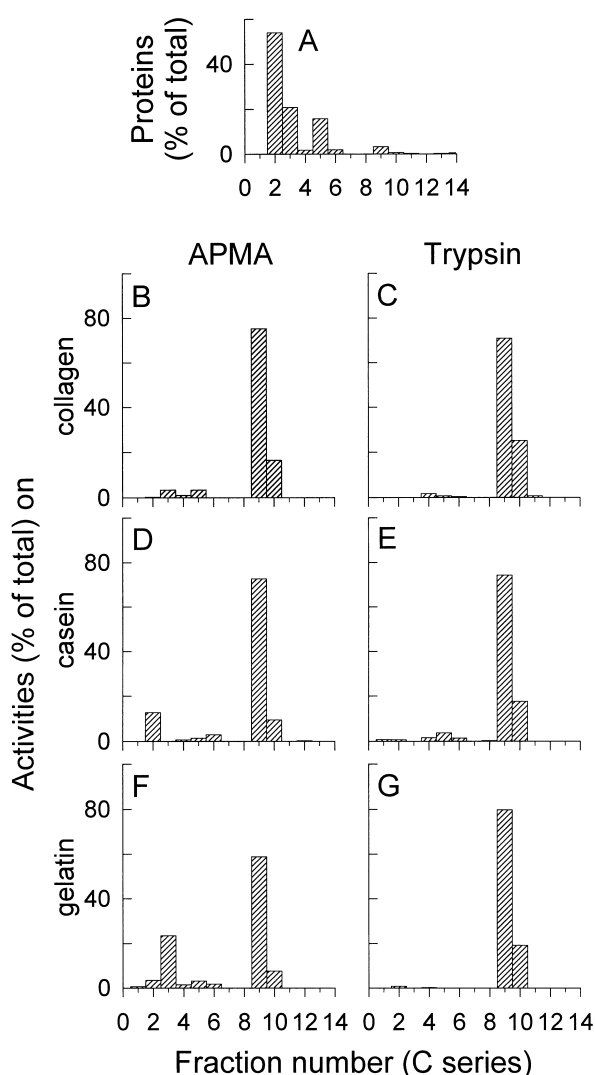 A
Proteins
(% of total)
40
0
0 2 4 6 8 10 12 14
APMA
Trypsin
B
C
collagen
80
40
0
D
E
casein
80
40
0
F
G
gelatin
80
40
0
Activities (% of total) on
0 2 4 6 8 10 12 14
0 2 4 6 8 10 12 14
Fraction number (C series)